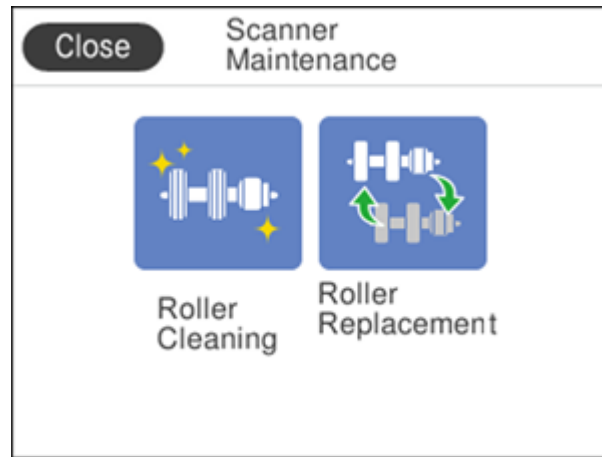 Close
Scanner
Maintenance
Roller
Cleaning
Roller
Replacement